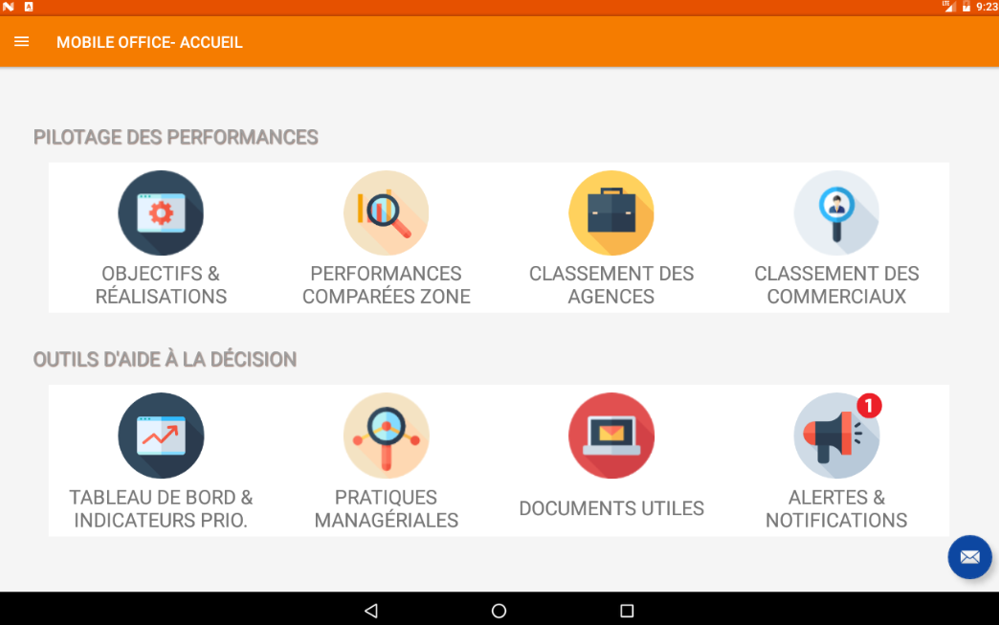 9:23
MOBILE OFFICE- ACCUEIL
PILOTAGE DES PERFORMANCES
OBJECTIFS &
RÉALISATIONS
PERFORMANCES
COMPARÉES ZONE
CLASSEMENT DES
AGENCES
CLASSEMENT DES
COMMERCIAUX
OUTILS D'AIDE À LA DÉCISION
TABLEAU DE BORD &
INDICATEURS PRIO.
PRATIQUES
MANAGÉRIALES
DOCUMENTS UTILES
1
ALERTES &
NOTIFICATIONS